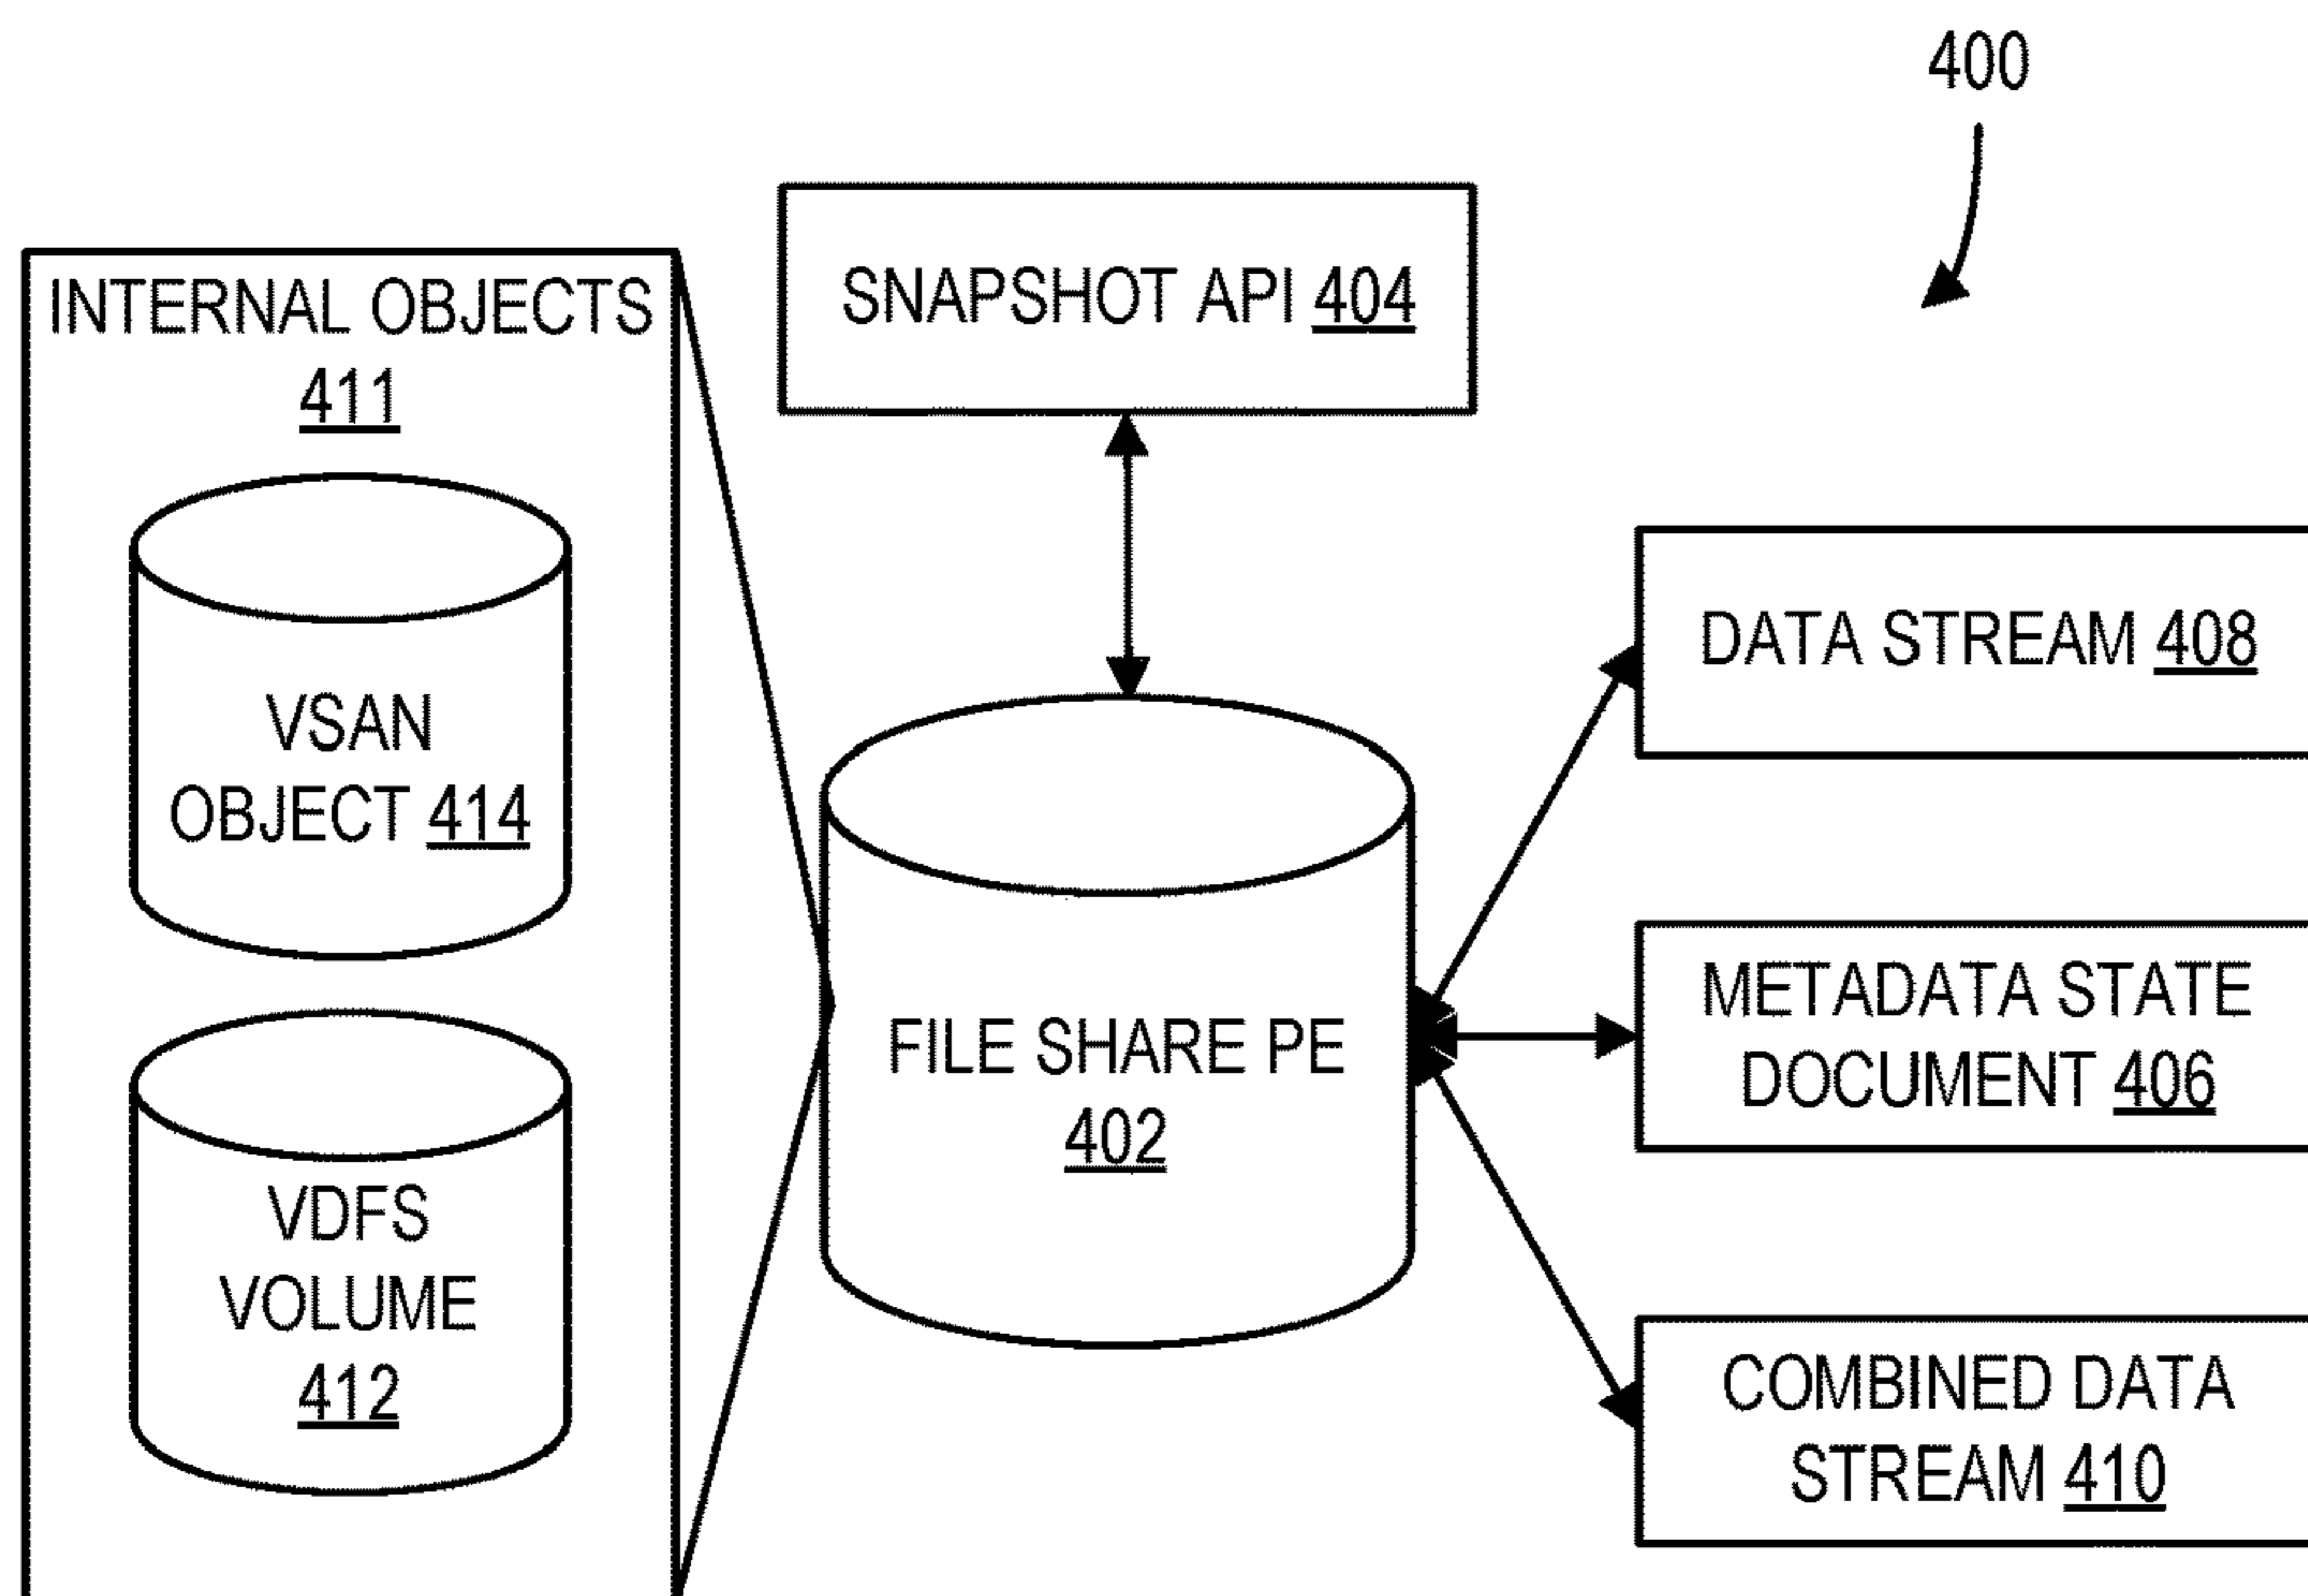 400
SNAPSHOT API 404
INTERNAL OBJECTS
411
VSAN
OBJECT 414
VDFS
VOLUME
412
FILE SHARE PE
402
DATA STREAM 408
METADATA STATE
DOCUMENT 406
COMBINED DATA
STREAM 410